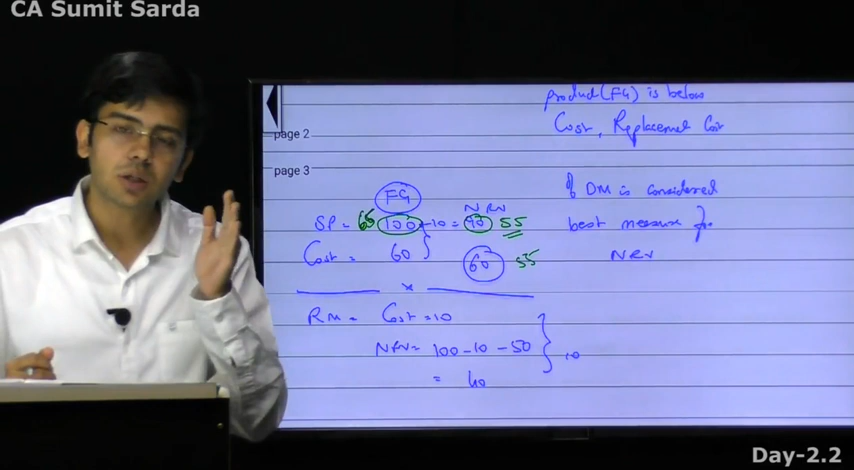 CA Sumit Sarda
product(FG) is below
Cost, Replacement Cost
page 2
page 3
If DM is considered
best measure for
NRV
FG
NRV
SP = 65 100 - 10 = 90 55
Cost = 60 } 60 55
x
RM = Cost = 10
NRV = 100 - 10 - 50 } 10
= 40
Day-2.2